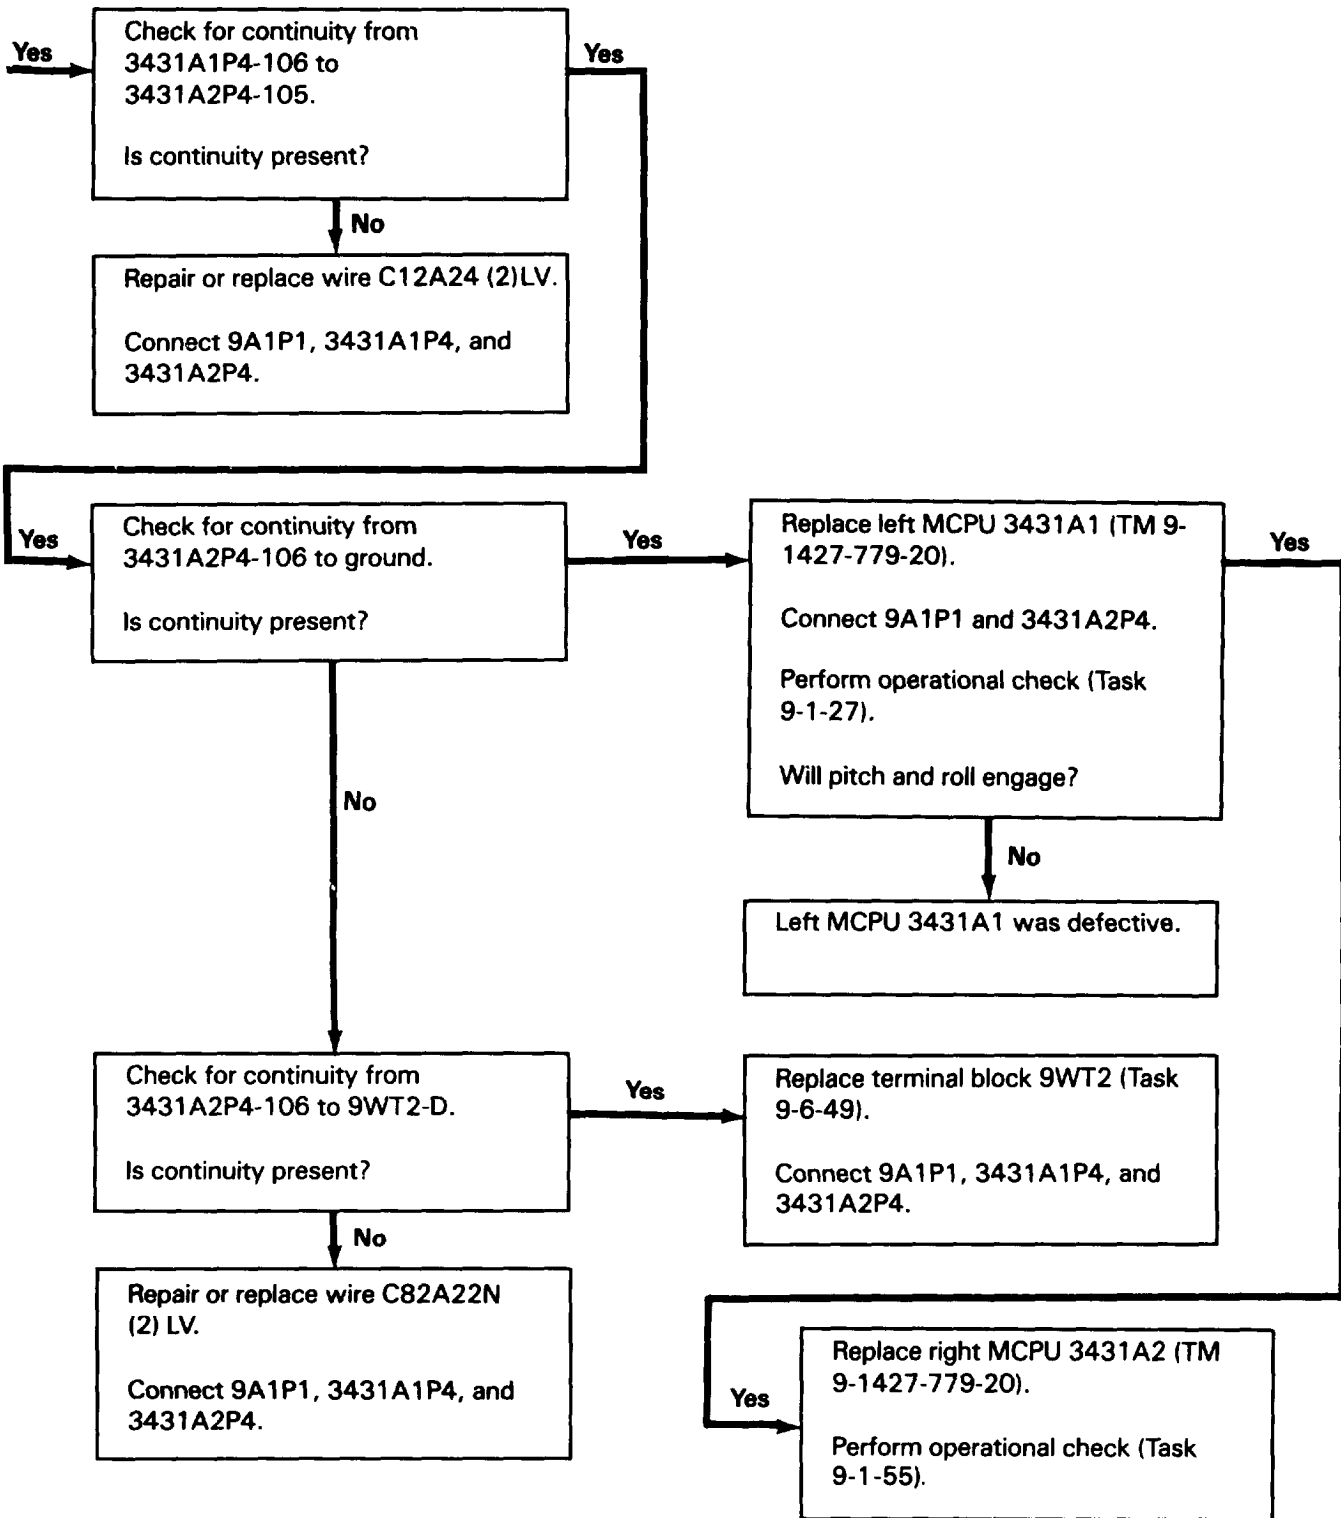 Yes
Check for continuity from
3431A1P4-106 to
3431A2P4-105.
Is continuity present?
Yes
No
Repair or replace wire C12A24 (2)LV.
Connect 9A1P1, 3431A1P4, and
3431A2P4.
Yes
Check for continuity from
3431A2P4-106 to ground.
Is continuity present?
Yes
Replace left MCPU 3431A1 (TM 9-
1427-779-20).
Connect 9A1P1 and 3431A2P4.
Perform operational check (Task
9-1-27).
Will pitch and roll engage?
Yes
No
No
Left MCPU 3431A1 was defective.
Check for continuity from
3431A2P4-106 to 9WT2-D.
Is continuity present?
Yes
Replace terminal block 9WT2 (Task
9-6-49).
Connect 9A1P1, 3431A1P4, and
3431A2P4.
No
Repair or replace wire C82A22N
(2) LV.
Connect 9A1P1, 3431A1P4, and
3431A2P4.
Yes
Replace right MCPU 3431A2 (TM
9-1427-779-20).
Perform operational check (Task
9-1-55).